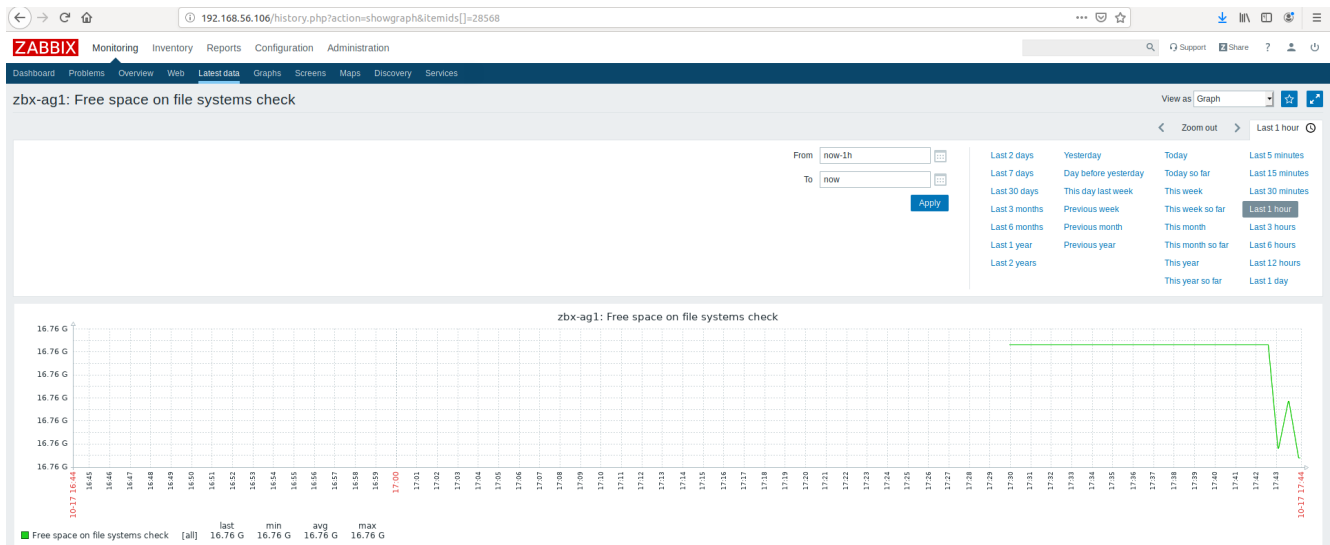 192.168.56.106/history.php?action=showgraph&itemids[]=28568
ZABBIX Monitoring Inventory Reports Configuration Administration Support Z Share ?
Dashboard Problems Overview Web Latest data Graphs Screens Maps Discovery Services
zbx-ag1: Free space on file systems check View as Graph
Zoom out Last 1 hour
From now-1h Last 2 days Yesterday Today Last 5 minutes
To now Last 7 days Day before yesterday Today so far Last 15 minutes
Last 30 days This day last week This week Last 30 minutes
Apply Last 3 months Previous week This week so far Last 1 hour
Last 6 months Previous month This month Last 3 hours
Last 1 year Previous year This month so far Last 6 hours
Last 2 years This year Last 12 hours
This year so far Last 1 day
zbx-ag1: Free space on file systems check
16.76 G
16.76 G
16.76 G
16.76 G
16.76 G
16.76 G
16.76 G
10-17 16:44 16:45 16:46 16:47 16:48 16:49 16:50 16:51 16:52 16:53 16:54 16:55 16:56 16:57 16:58 16:59 17:00 17:01 17:02 17:03 17:04 17:05 17:06 17:07 17:08 17:09 17:10 17:11 17:12 17:13 17:14 17:15 17:16 17:17 17:18 17:19 17:20 17:21 17:22 17:23 17:24 17:25 17:26 17:27 17:28 17:29 17:30 17:31 17:32 17:33 17:34 17:35 17:36 17:37 17:38 17:39 17:40 17:41 17:42 17:43 10-17 17:44
last min avg max
Free space on file systems check [all] 16.76 G 16.76 G 16.76 G 16.76 G